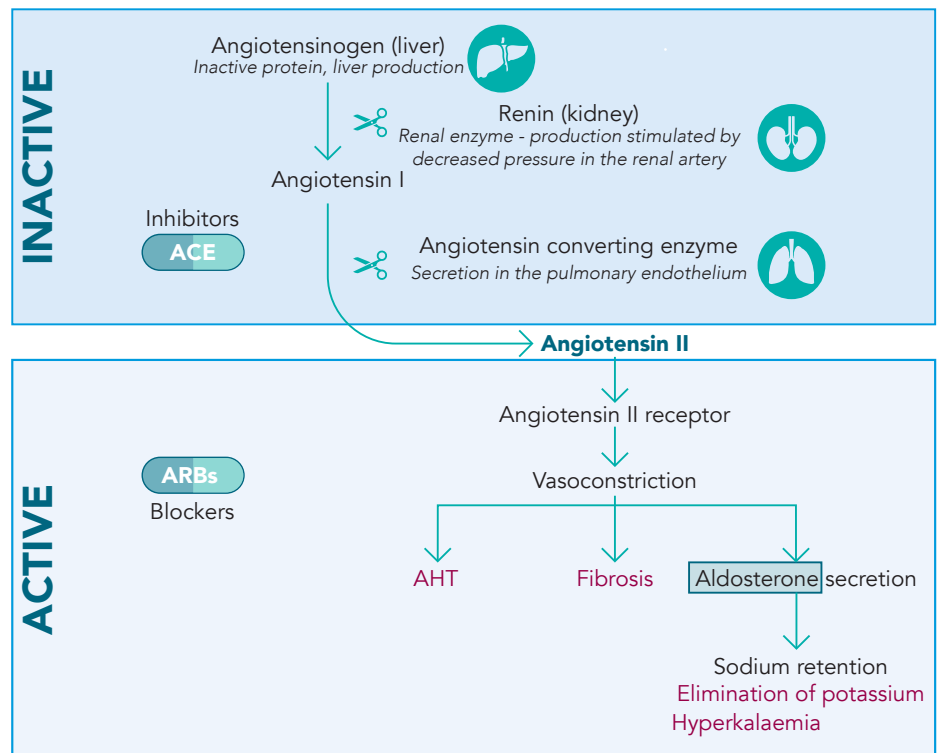 INACTIVE
Angiotensinogen (liver)
Inactive protein, liver production
Renin (kidney)
Renal enzyme - production stimulated by
decreased pressure in the renal artery
Angiotensin I
Inhibitors
ACE
Angiotensin converting enzyme
Secretion in the pulmonary endothelium
Angiotensin II
ACTIVE
Angiotensin II receptor
ARBs
Blockers
Vasoconstriction
AHT
Fibrosis
Aldosterone secretion
Sodium retention
Elimination of potassium
Hyperkalaemia